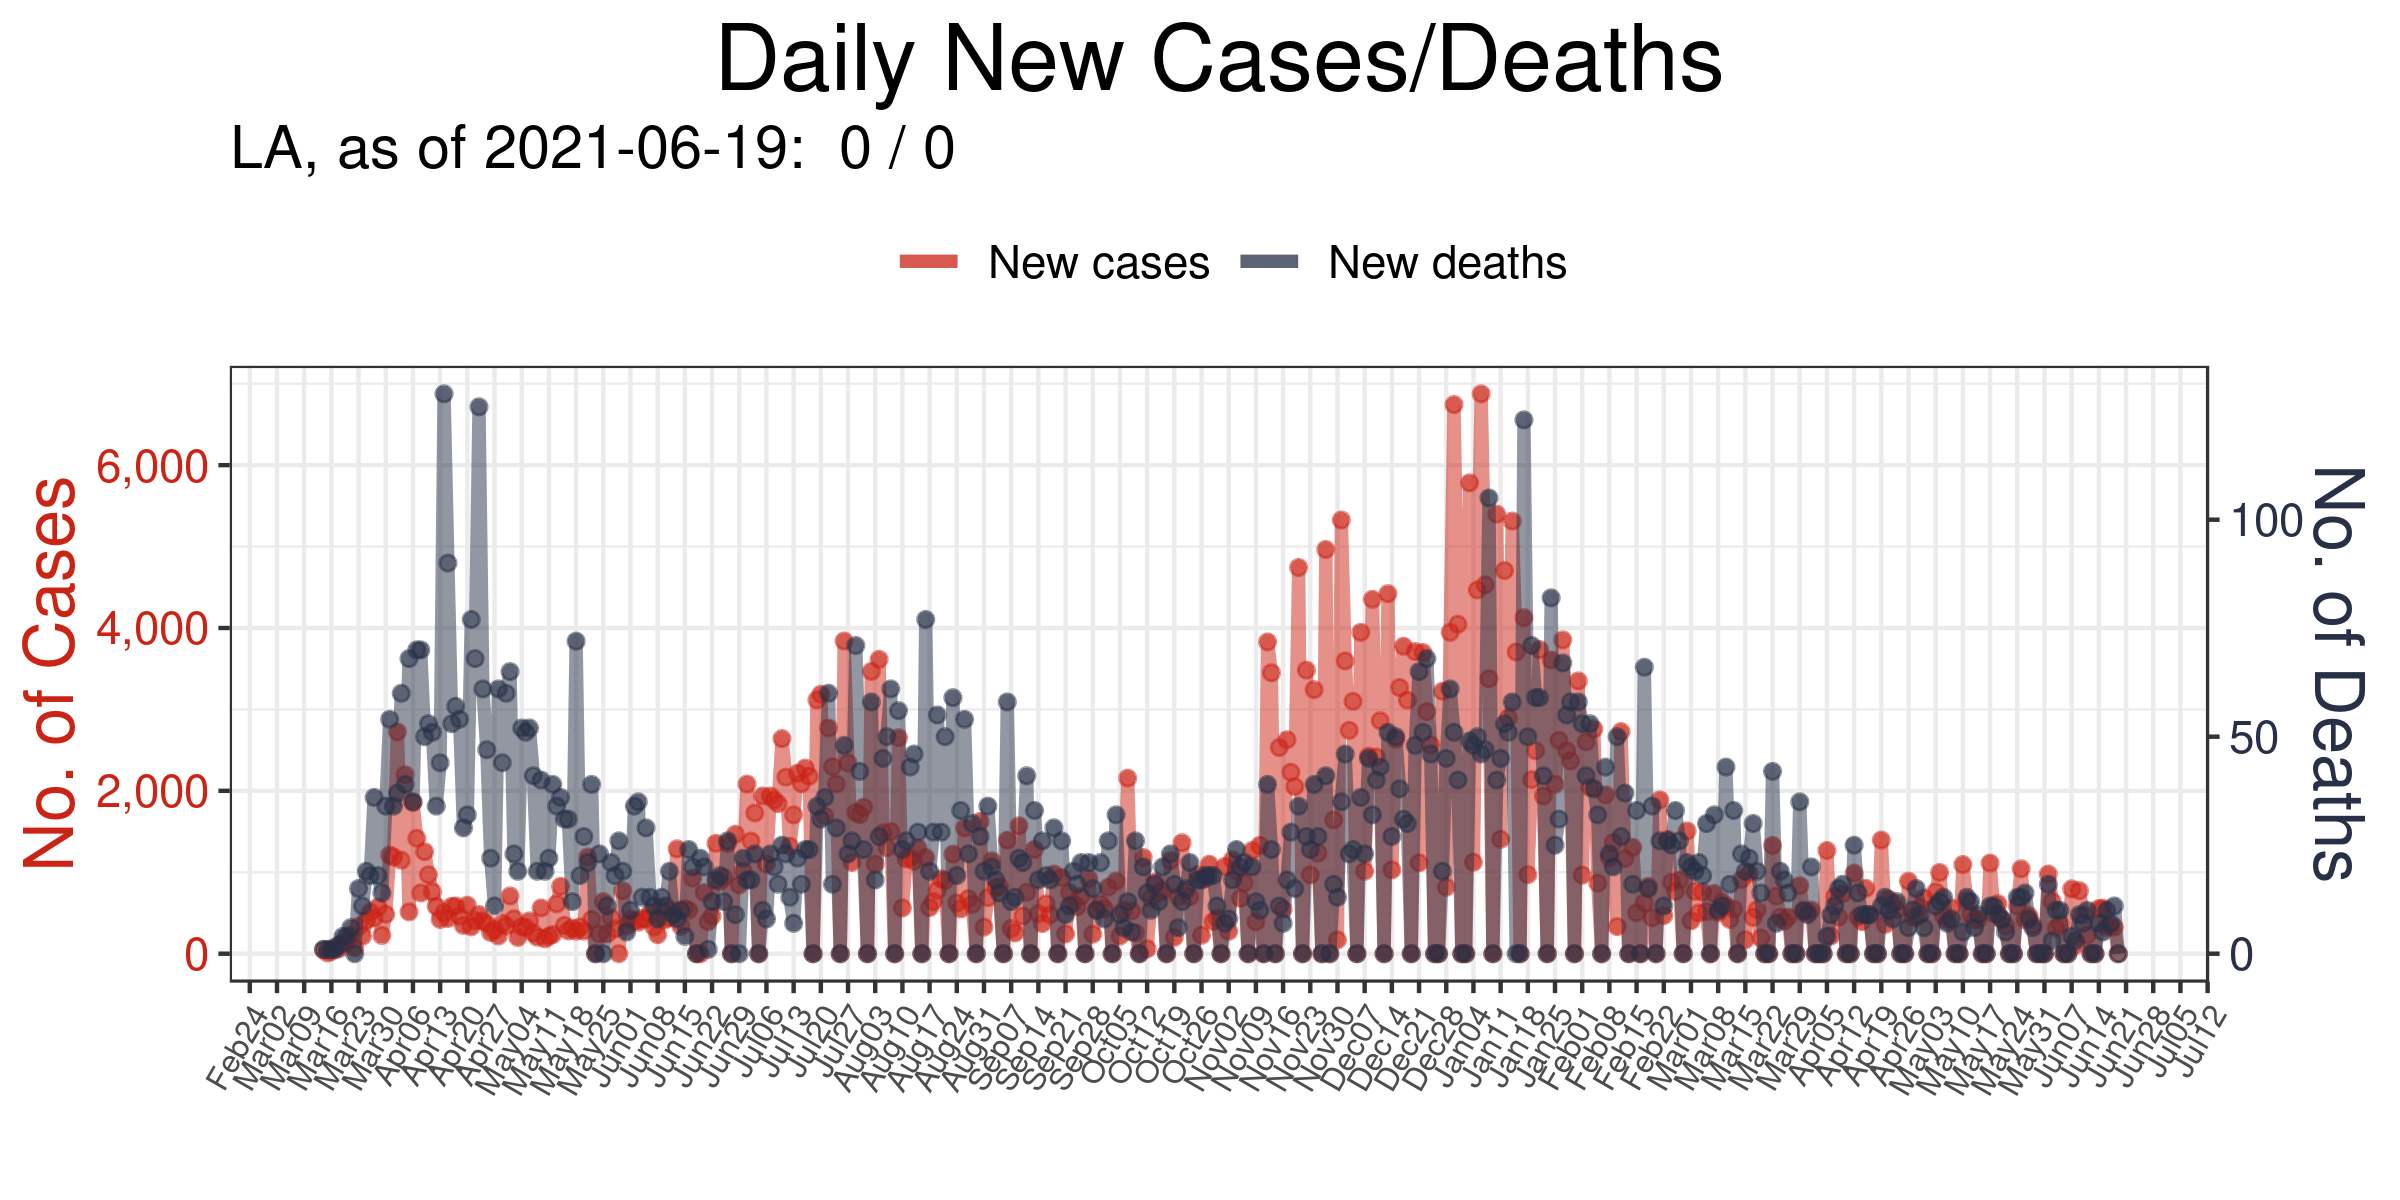 Daily New Cases/Deaths
LA, as of 2021-06-19: 0 / 0
New cases
New deaths
No. of Cases
6,000
4,000
2,000
0
100
50
0
No. of Deaths
Feb24
Mar02
Mar09
Mar16
Mar23
Mar30
Apr06
Apr13
Apr20
Apr27
May04
May11
May18
May25
Jun01
Jun08
Jun15
Jun22
Jun29
Jul06
Jul13
Jul20
Jul27
Aug03
Aug10
Aug17
Aug24
Aug31
Sep07
Sep14
Sep21
Sep28
Oct05
Oct12
Oct19
Oct26
Nov02
Nov09
Nov16
Nov23
Nov30
Dec07
Dec14
Dec21
Dec28
Jan04
Jan11
Jan18
Jan25
Feb01
Feb08
Feb15
Feb22
Mar01
Mar08
Mar15
Mar22
Mar29
Apr05
Apr12
Apr19
Apr26
May03
May10
May17
May24
May31
Jun07
Jun14
Jun21
Jun28
Jul05
Jul12